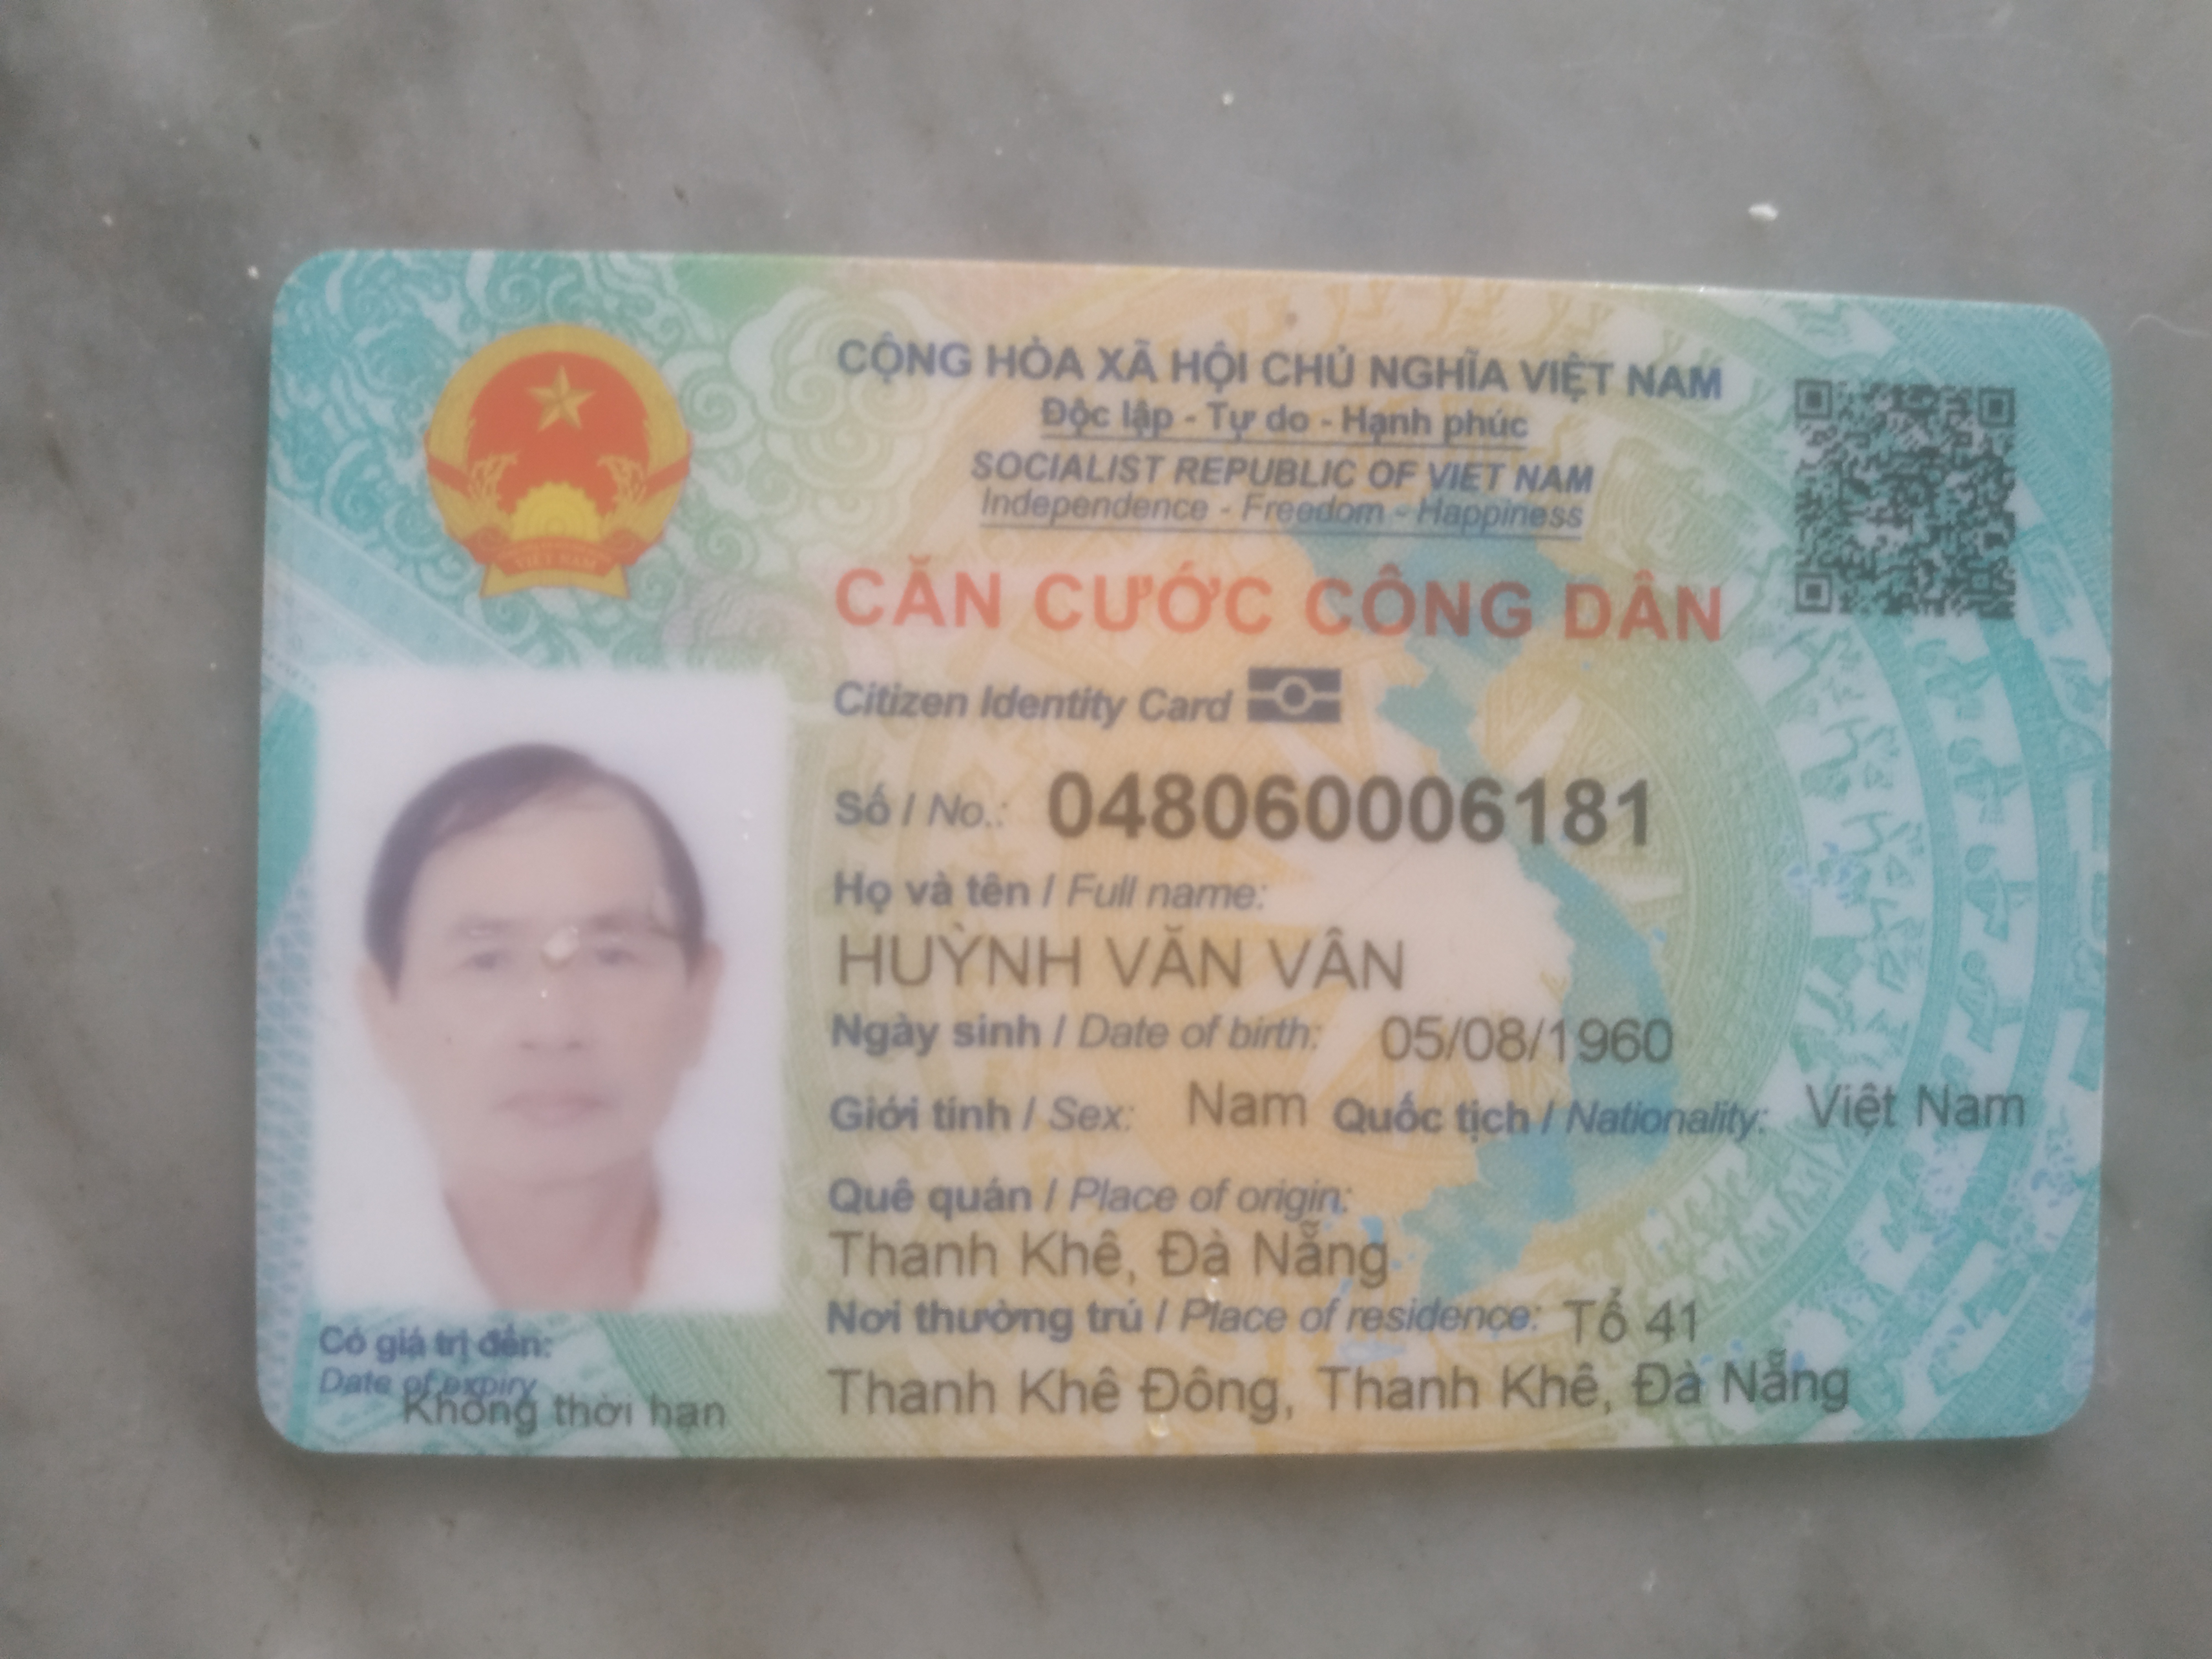 CỘNG HÒA XÃ HỘI CHỦ NGHĨA VIỆT NAM
Độc lập - Tự do - Hạnh phúc
SOCIALIST REPUBLIC OF VIET NAM
Independence - Freedom - Happiness
CĂN CƯỚC CÔNG DÂN
Citizen Identity Card
Số / No.: 048060006181
Họ và tên / Full name:
HUỲNH VĂN VÂN
Ngày sinh / Date of birth: 05/08/1960
Giới tính / Sex: Nam Quốc tịch / Nationality: Việt Nam
Quê quán / Place of origin:
Thanh Khê, Đà Nẵng
Nơi thường trú / Place of residence: Tổ 41
Thanh Khê Đông, Thanh Khê, Đà Nẵng
Có giá trị đến:
Date of expiry
Không thời hạn
VIỆT NAM